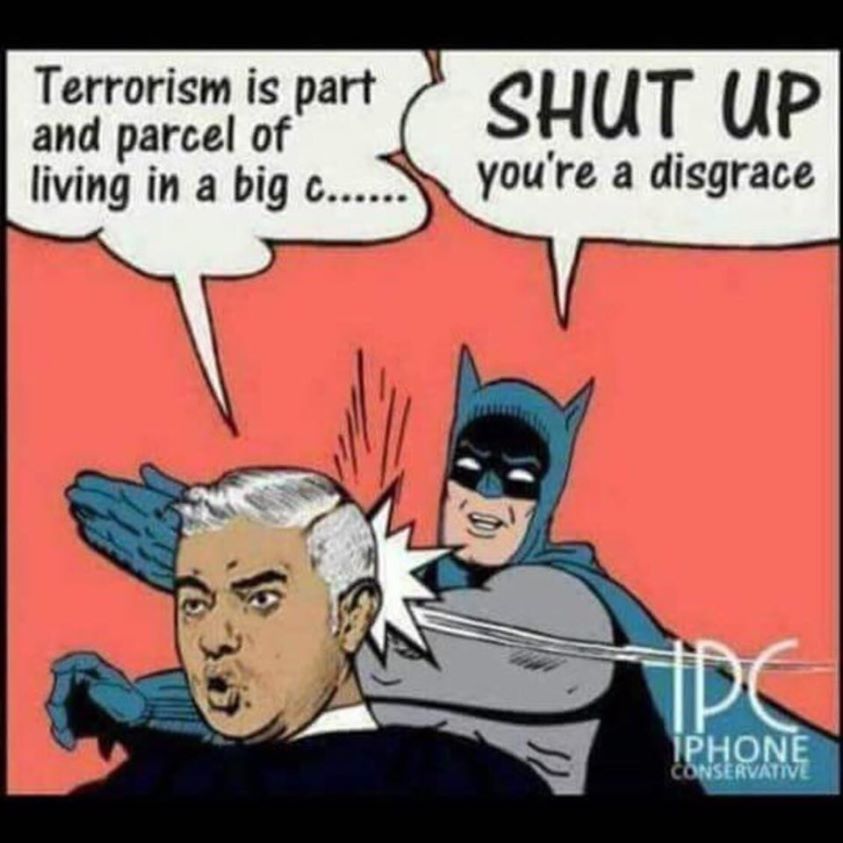 Terrorism is part
and parcel of
living in a big c......
SHUT UP
you're a disgrace
IPC
IPHONE
CONSERVATIVE